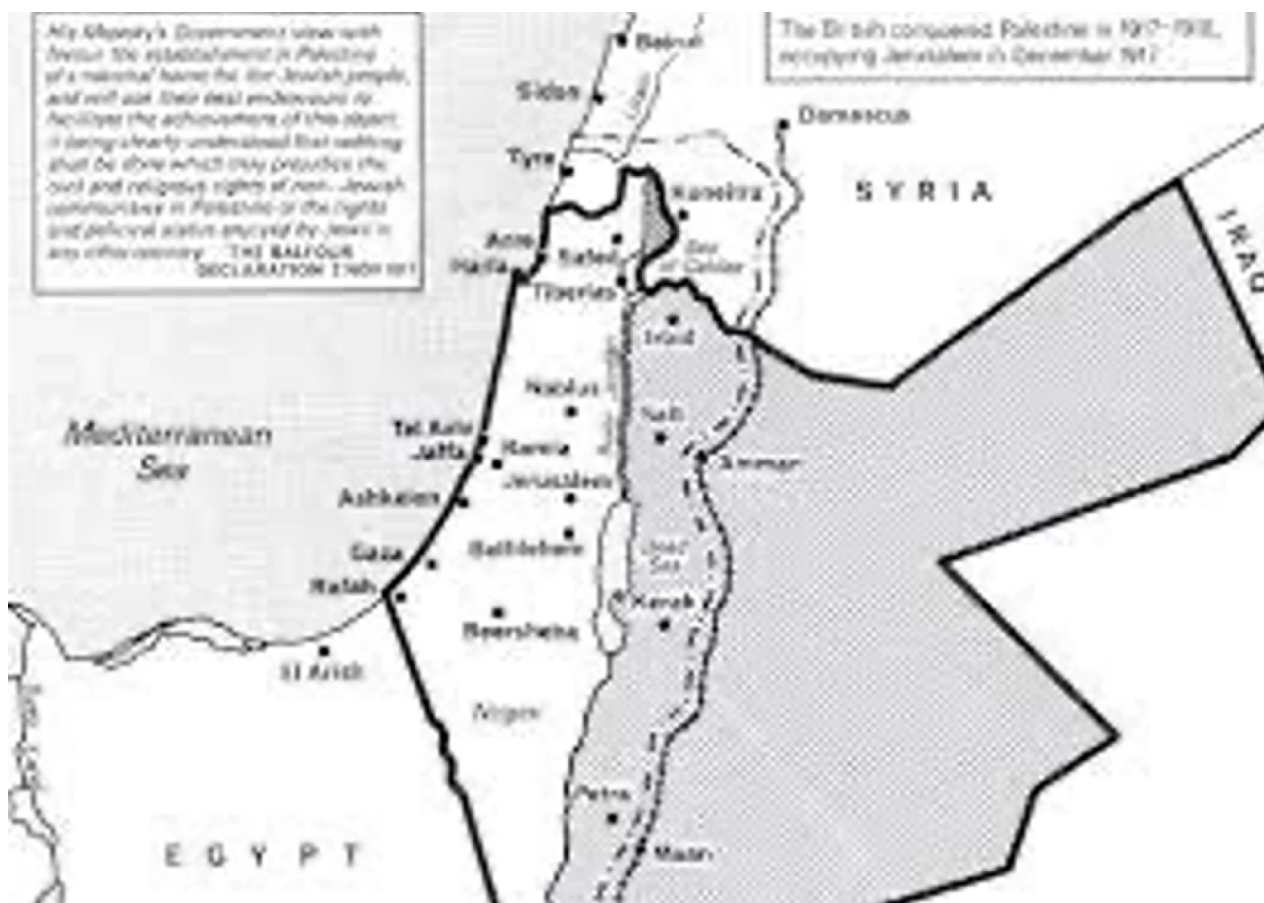 His Majesty's Government view with
favour the establishment in Palestine
of a national home for the Jewish people,
and will use their best endeavours to
facilitate the achievement of this object,
it being clearly understood that nothing
shall be done which may prejudice the
civil and religious rights of non-Jewish
communities in Palestine or the rights
and political status enjoyed by Jews in
any other country THE BALFOUR
DECLARATION 2 NOV 1917
The British conquered Palestine in 1917-1918,
occupying Jerusalem in December 1917
Beirut
Sidon
Damascus
Tyre
SYRIA
Kuneitra
IRAQ
Acre
Safed
Sea
of Galilee
Haifa
Tiberias
Irbid
Nablus
Mediterranean
Sea
Tel Aviv
Jaffa
Ramla
Salt
Jerusalem
Amman
Ashkelon
Gaza
Bethlehem
Dead
Sea
Rafah
Kerak
Beersheba
El Arish
Negev
Petra
EGYPT
Maan